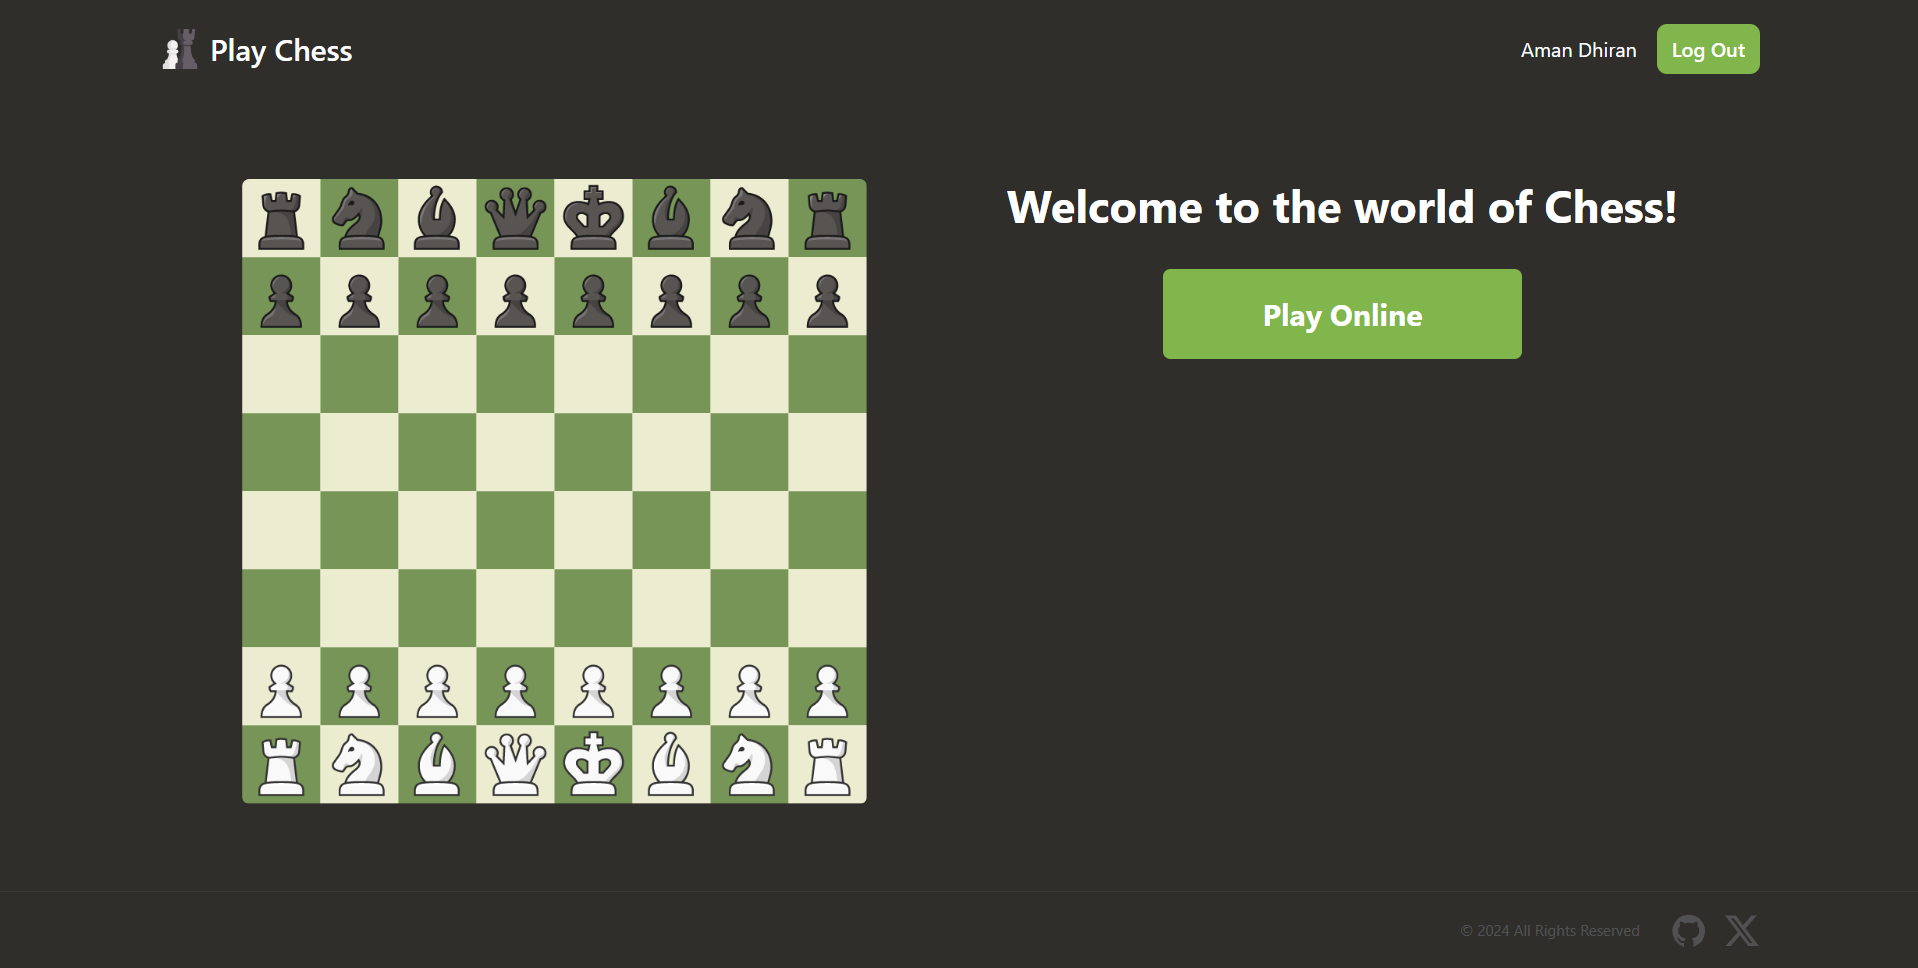 Play Chess
Aman Dhiran
Log Out
Welcome to the world of Chess!
Play Online
© 2024 All Rights Reserved